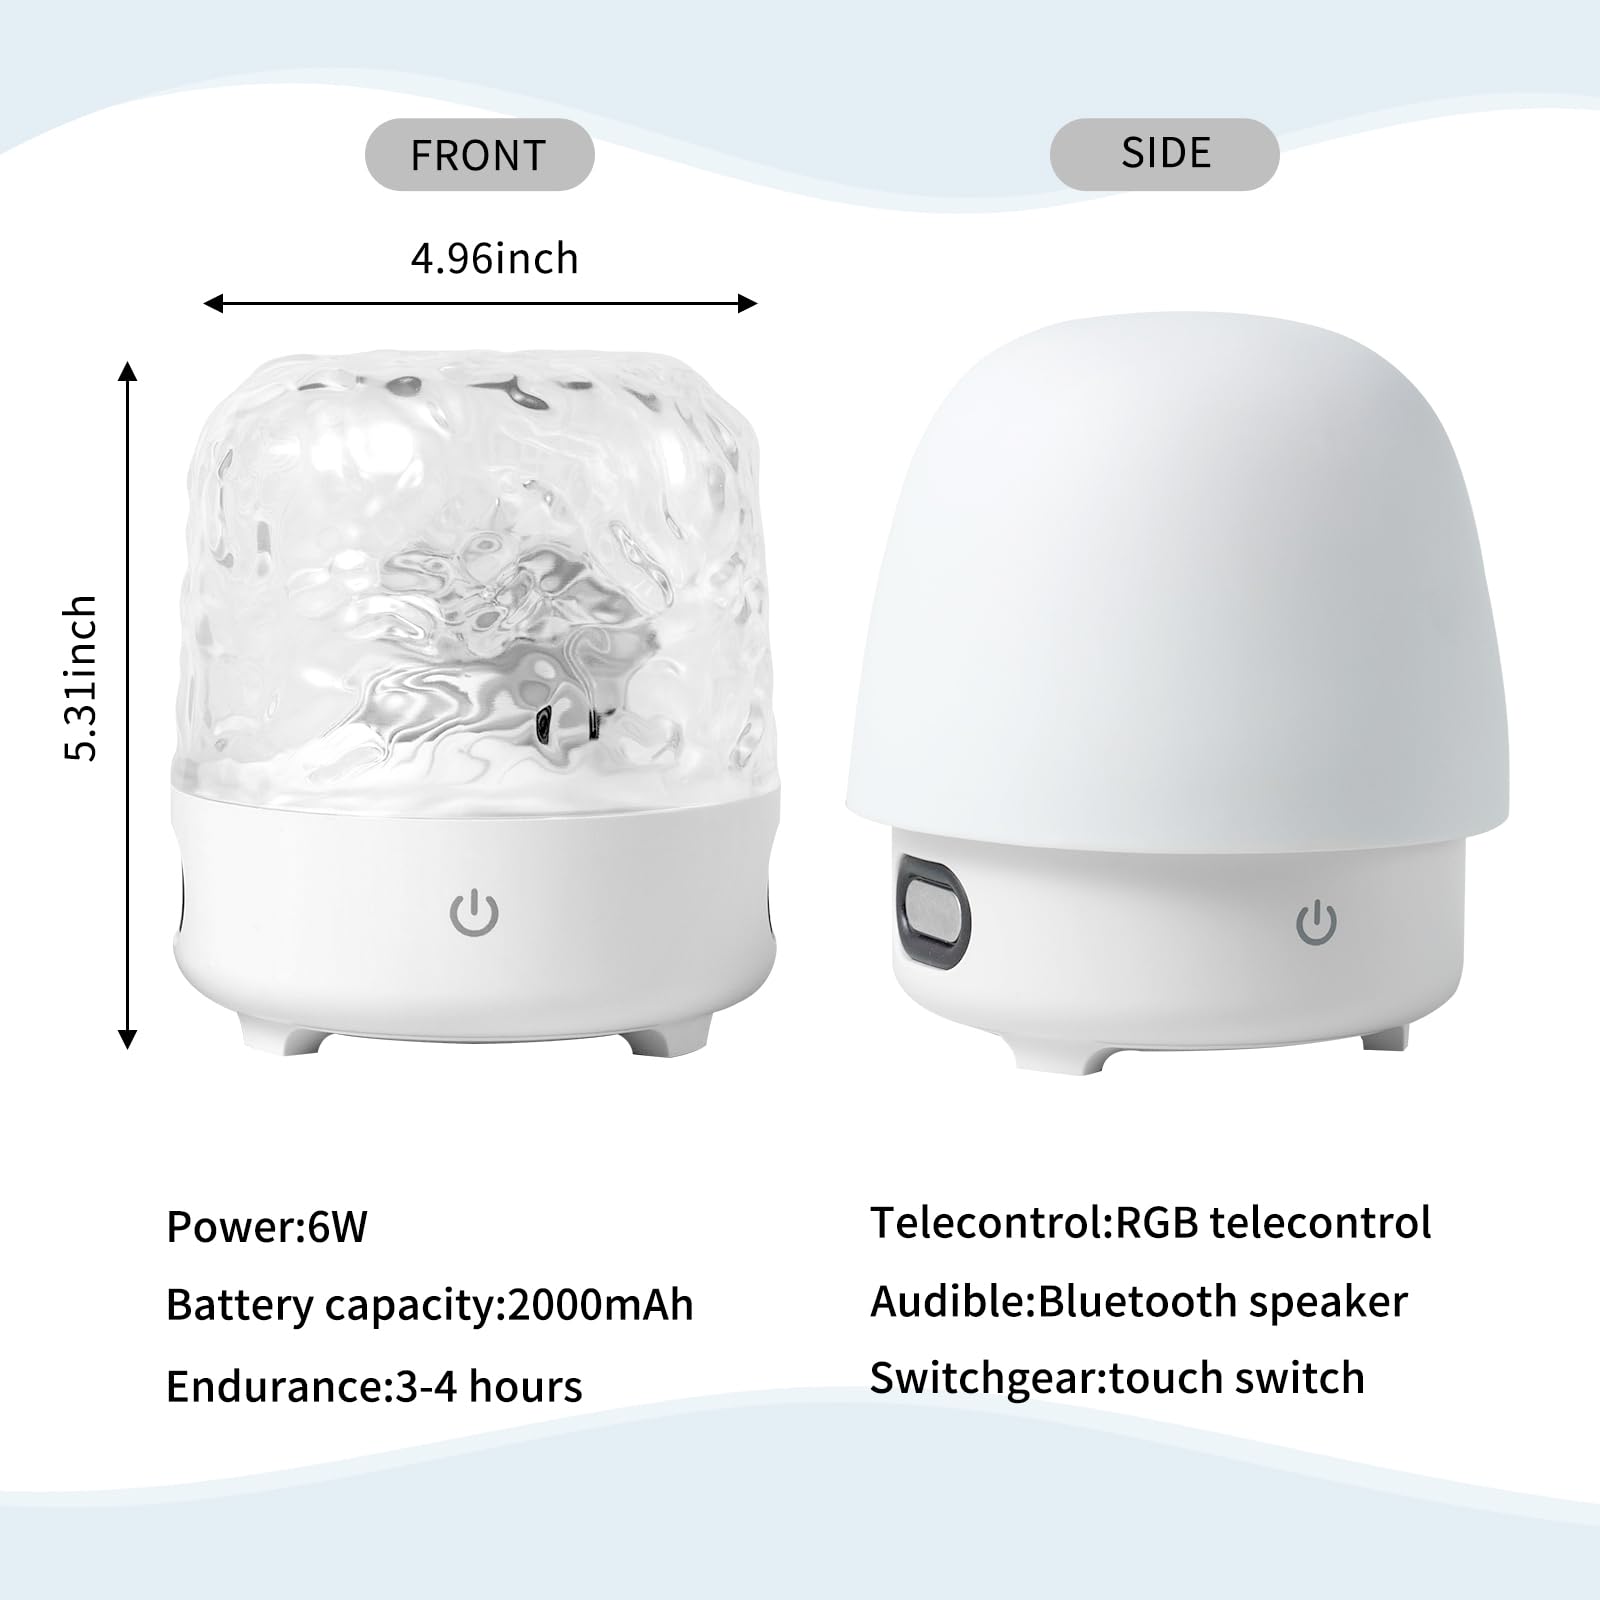 FRONT
SIDE
4.96inch
5.31inch
Power:6W
Battery capacity:2000mAh
Endurance:3-4 hours
Telecontrol:RGB telecontrol
Audible:Bluetooth speaker
Switchgear:touch switch